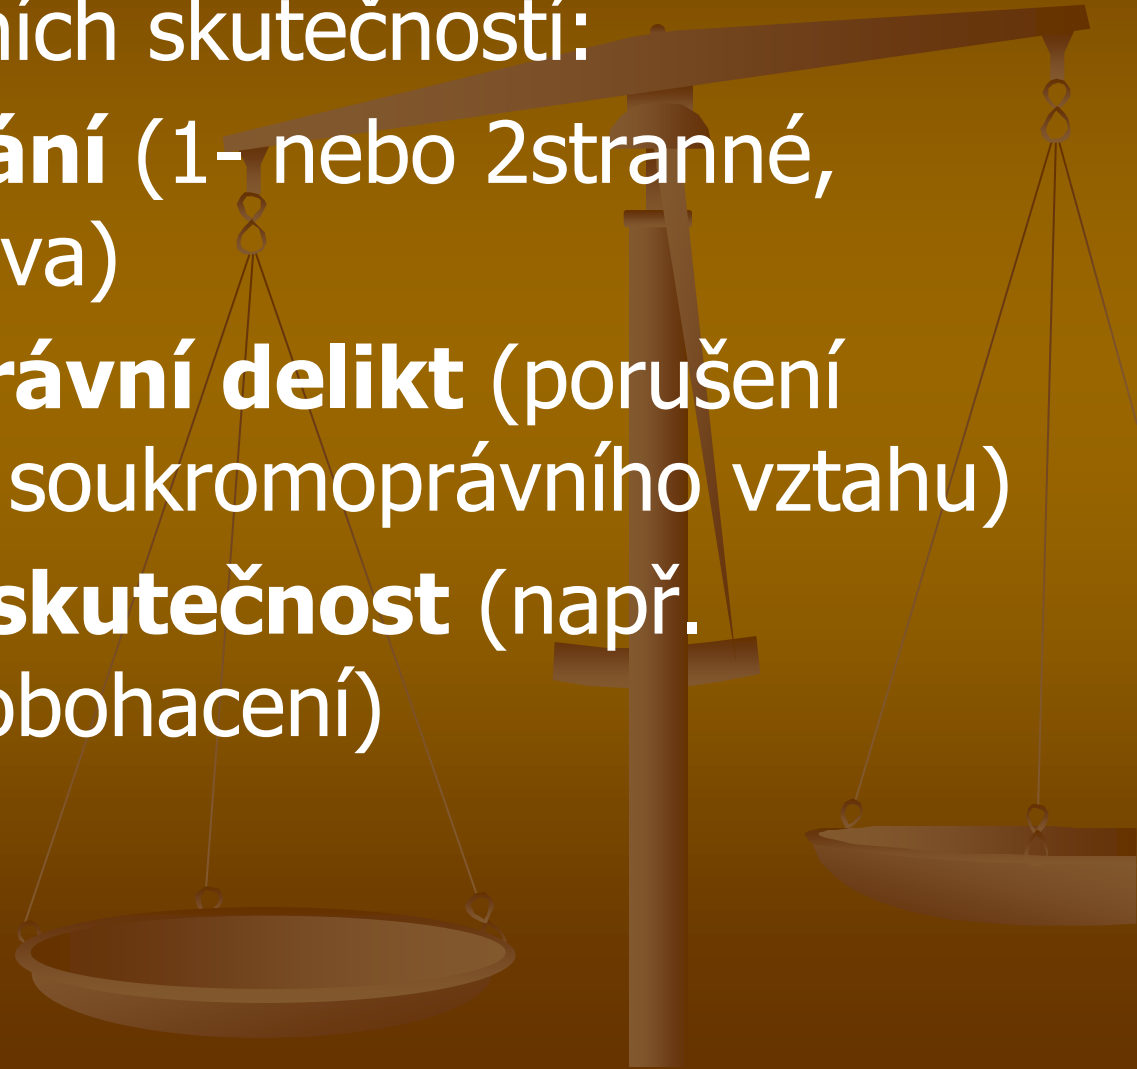 ních skutečností:
ání (1- nebo 2stranné,
va)
rávní delikt (porušení
soukromoprávního vztahu)
skutečnost (např.
obohacení)